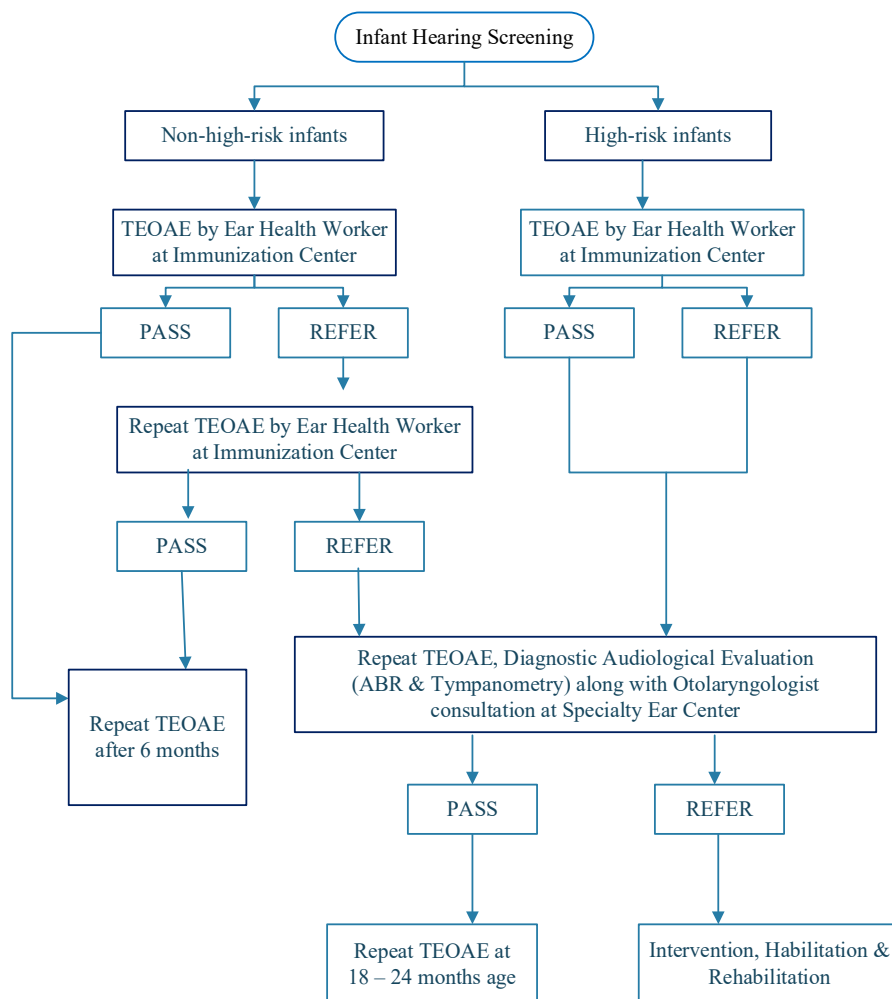 Infant Hearing Screening
Non-high-risk infants
High-risk infants
TEOAE by Ear Health Worker
at Immunization Center
TEOAE by Ear Health Worker
at Immunization Center
PASS
REFER
PASS
REFER
Repeat TEOAE by Ear Health Worker
at Immunization Center
PASS
REFER
Repeat TEOAE, Diagnostic Audiological Evaluation
(ABR & Tympanometry) along with Otolaryngologist
consultation at Specialty Ear Center
Repeat TEOAE
after 6 months
PASS
REFER
Repeat TEOAE at
18 – 24 months age
Intervention, Habilitation &
Rehabilitation